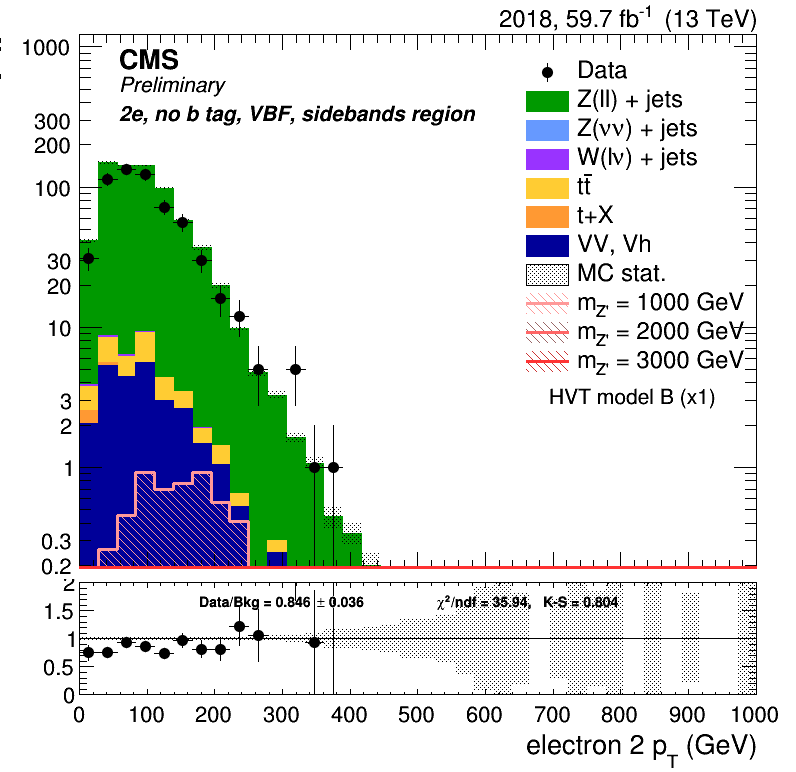 2018, 59.7 fb⁻¹ (13 TeV)
CMS
Preliminary
2e, no b tag, VBF, sidebands region
Data
Z(ll) + jets
Z(νν) + jets
W(lν) + jets
tt̄
t+X
VV, Vh
MC stat.
m_Z' = 1000 GeV
m_Z' = 2000 GeV
m_Z' = 3000 GeV
HVT model B (x1)
1000
300
200
100
30
20
10
3
2
1
0.3
0.2
Data/Bkg = 0.846 ± 0.036
χ²/ndf = 35.94, K-S = 0.804
2
1.5
1
0.5
0
0 100 200 300 400 500 600 700 800 900 1000
electron 2 p_T (GeV)